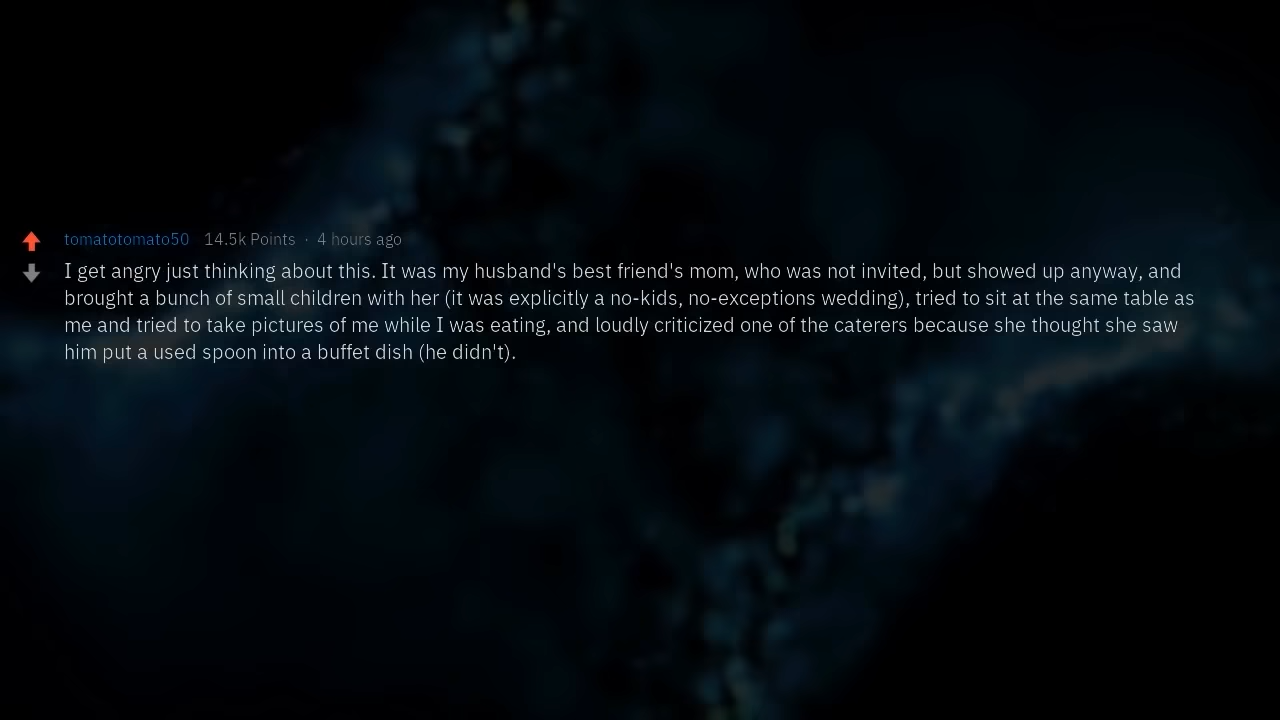 tomatotomato50 14.5k Points · 4 hours ago
I get angry just thinking about this. It was my husband's best friend's mom, who was not invited, but showed up anyway, and
brought a bunch of small children with her (it was explicitly a no-kids, no-exceptions wedding), tried to sit at the same table as
me and tried to take pictures of me while I was eating, and loudly criticized one of the caterers because she thought she saw
him put a used spoon into a buffet dish (he didn't).